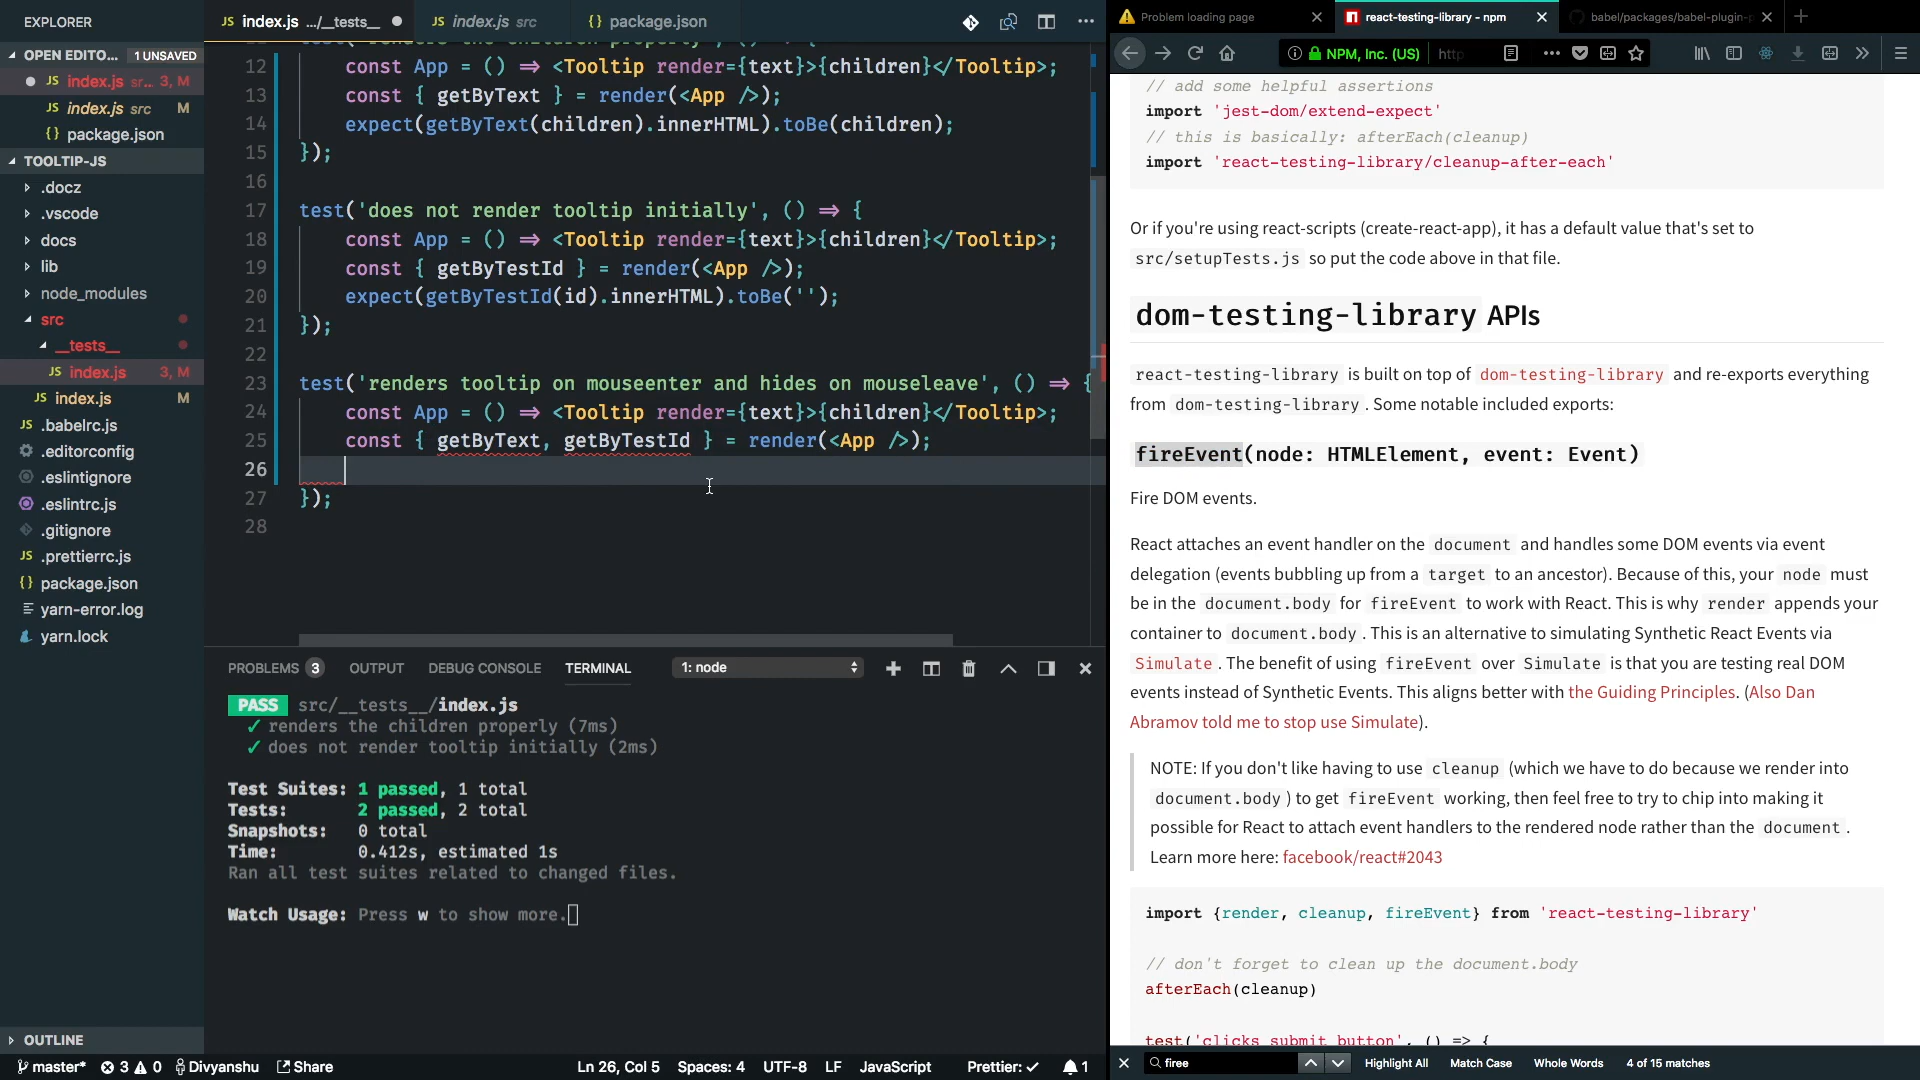 EXPLORER
OPEN EDITO... 1 UNSAVED
JS index.js sr... 3, M
JS index.js src M
{} package.json
TOOLTIP-JS
.docz
.vscode
docs
lib
node_modules
src
__tests__
JS index.js 3, M
JS index.js M
JS .babelrc.js
.editorconfig
.eslintignore
.eslintrc.js
.gitignore
JS .prettierrc.js
{} package.json
yarn-error.log
yarn.lock
OUTLINE
JS index.js .../__tests__
JS index.js src
{} package.json
12 const App = () => <Tooltip render={text}>{children}</Tooltip>;
13 const { getByText } = render(<App />);
14 expect(getByText(children).innerHTML).toBe(children);
15 });
16
17 test('does not render tooltip initially', () => {
18 const App = () => <Tooltip render={text}>{children}</Tooltip>;
19 const { getByTestId } = render(<App />);
20 expect(getByTestId(id).innerHTML).toBe('');
21 });
22
23 test('renders tooltip on mouseenter and hides on mouseleave', () => {
24 const App = () => <Tooltip render={text}>{children}</Tooltip>;
25 const { getByText, getByTestId } = render(<App />);
26
27 });
28
PROBLEMS 3 OUTPUT DEBUG CONSOLE TERMINAL 1: node
PASS src/__tests__/index.js
✓ renders the children properly (7ms)
✓ does not render tooltip initially (2ms)
Test Suites: 1 passed, 1 total
Tests: 2 passed, 2 total
Snapshots: 0 total
Time: 0.412s, estimated 1s
Ran all test suites related to changed files.
Watch Usage: Press w to show more.
master* 3 0 Divyanshu Share Ln 26, Col 5 Spaces: 4 UTF-8 LF JavaScript Prettier: ✓ 1
Problem loading page
react-testing-library - npm
babel/packages/babel-plugin-
NPM, Inc. (US) http
// add some helpful assertions
import 'jest-dom/extend-expect'
// this is basically: afterEach(cleanup)
import 'react-testing-library/cleanup-after-each'
Or if you're using react-scripts (create-react-app), it has a default value that's set to
src/setupTests.js so put the code above in that file.
dom-testing-library APIs
react-testing-library is built on top of dom-testing-library and re-exports everything
from dom-testing-library. Some notable included exports:
fireEvent(node: HTMLElement, event: Event)
Fire DOM events.
React attaches an event handler on the document and handles some DOM events via event
delegation (events bubbling up from a target to an ancestor). Because of this, your node must
be in the document.body for fireEvent to work with React. This is why render appends your
container to document.body. This is an alternative to simulating Synthetic React Events via
Simulate. The benefit of using fireEvent over Simulate is that you are testing real DOM
events instead of Synthetic Events. This aligns better with the Guiding Principles. (Also Dan
Abramov told me to stop use Simulate).
NOTE: If you don't like having to use cleanup (which we have to do because we render into
document.body) to get fireEvent working, then feel free to try to chip into making it
possible for React to attach event handlers to the rendered node rather than the document.
Learn more here: facebook/react#2043
import {render, cleanup, fireEvent} from 'react-testing-library'
// don't forget to clean up the document.body
afterEach(cleanup)
test('clicks submit button', () => {
firee Highlight All Match Case Whole Words 4 of 15 matches